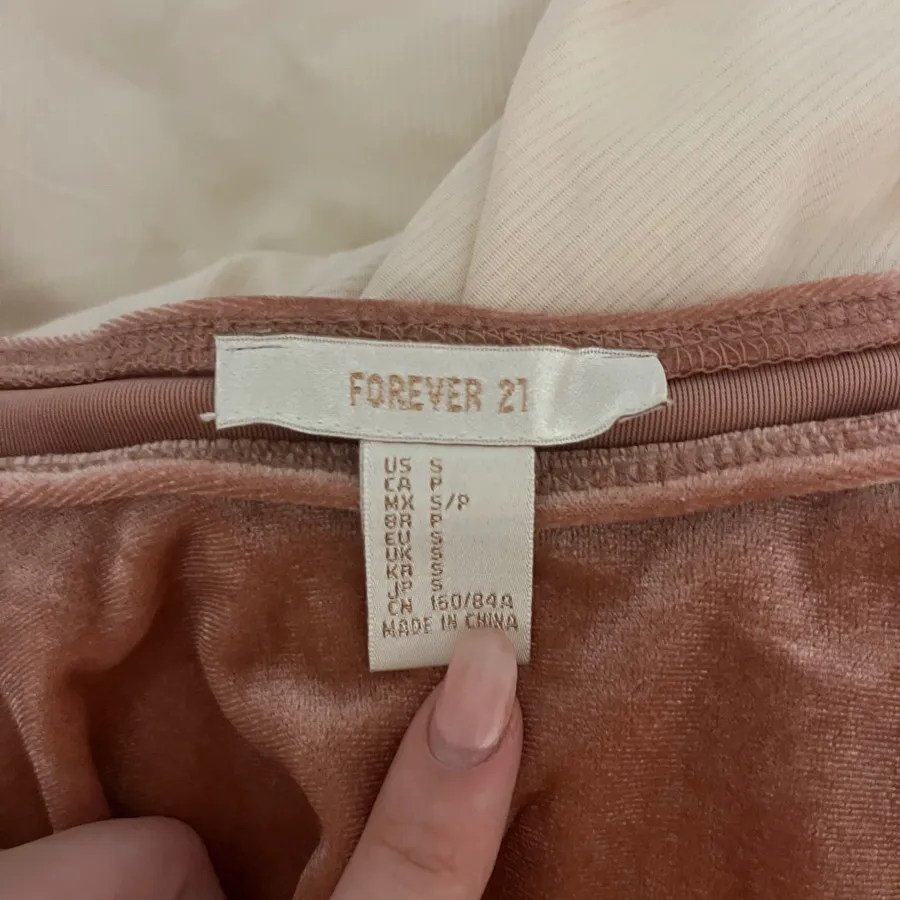 FOREVER 21
US S
CA P
MX S/P
BR P
EU S
UK S
KR S
JP S
CN 160/84A
MADE IN CHINA